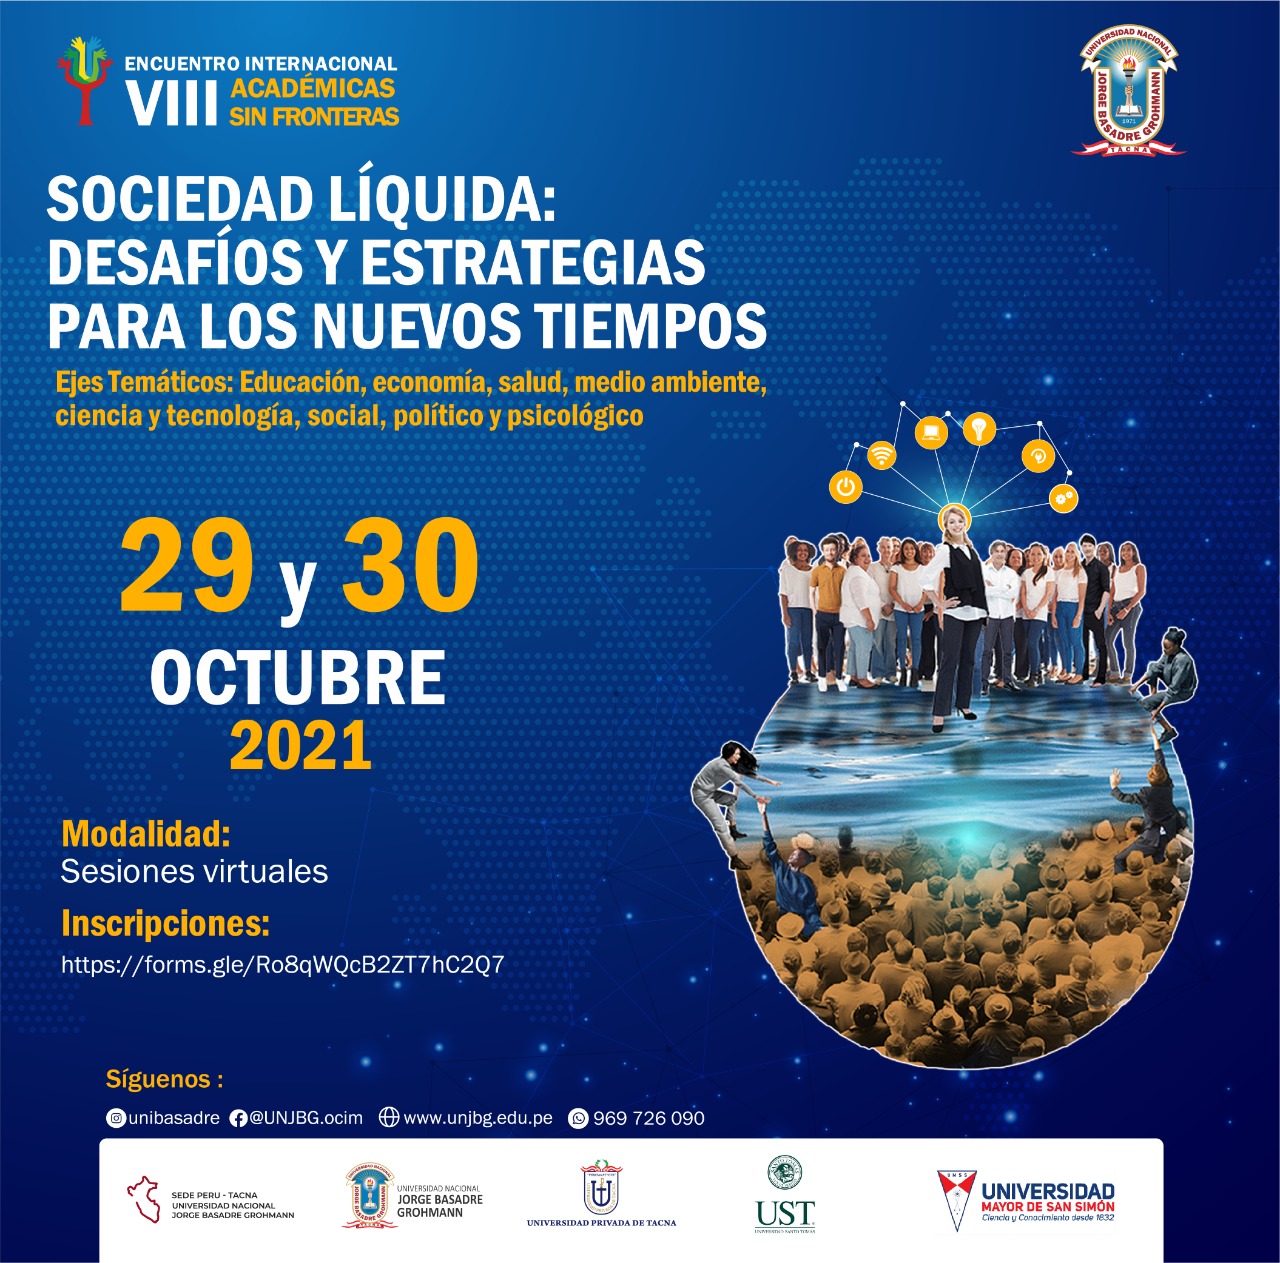 ENCUENTRO INTERNACIONAL
VIII ACADÉMICAS
SIN FRONTERAS
UNIVERSIDAD NACIONAL
JORGE BASADRE GROHMANN
1971
TACNA
SOCIEDAD LÍQUIDA:
DESAFÍOS Y ESTRATEGIAS
PARA LOS NUEVOS TIEMPOS
Ejes Temáticos: Educación, economía, salud, medio ambiente,
ciencia y tecnología, social, político y psicológico
29 y 30
OCTUBRE
2021
Modalidad:
Sesiones virtuales
Inscripciones:
https://forms.gle/Ro8qWQcB2ZT7hC2Q7
Síguenos :
unibasadre @UNJBG.ocim www.unjbg.edu.pe 969 726 090
SEDE PERU - TACNA
UNIVERSIDAD NACIONAL
JORGE BASADRE GROHMANN
UNIVERSIDAD NACIONAL
JORGE BASADRE
GROHMANN
UNIVERSIDAD PRIVADA DE TACNA
UST
UNIVERSIDAD SANTO TOMÁS
UMSS
UNIVERSIDAD
MAYOR DE SAN SIMÓN
Ciencia y Conocimiento desde 1832